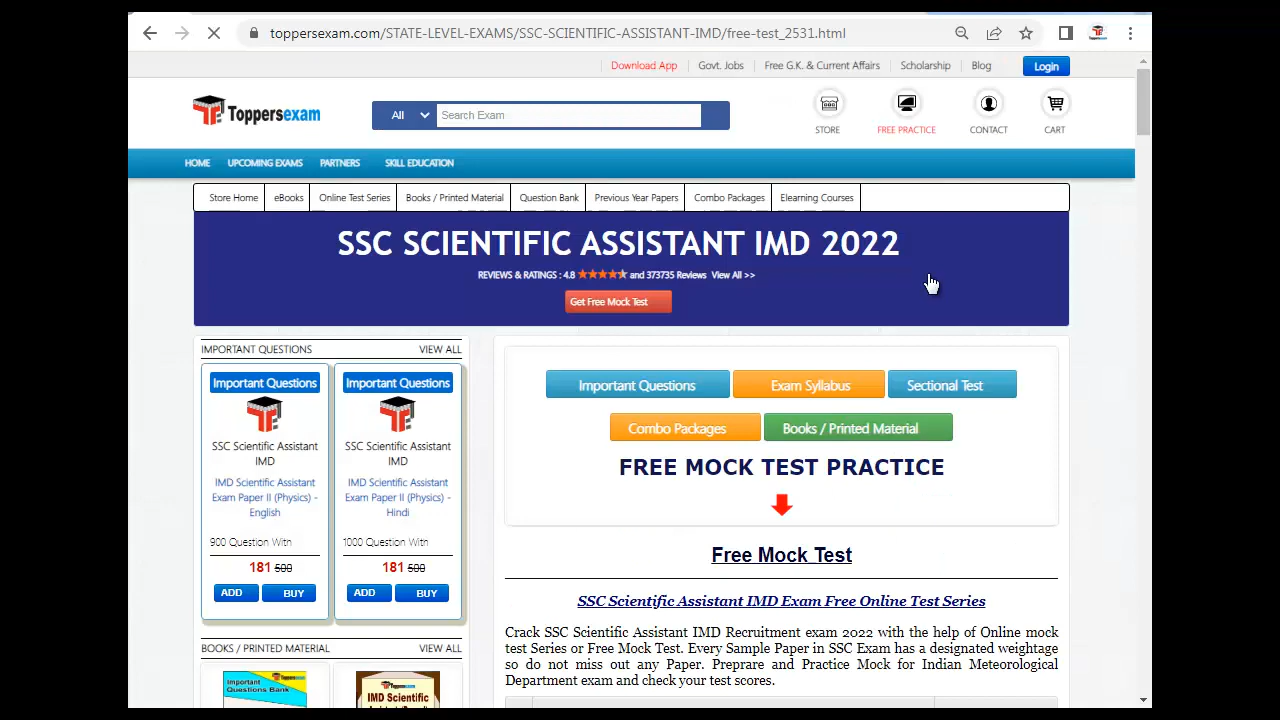 toppersexam.com/STATE-LEVEL-EXAMS/SSC-SCIENTIFIC-ASSISTANT-IMD/free-test_2531.html
Download App Govt. Jobs Free G.K. & Current Affairs Scholarship Blog Login
Toppersexam All Search Exam
STORE FREE PRACTICE CONTACT CART
HOME UPCOMING EXAMS PARTNERS SKILL EDUCATION
Store Home eBooks Online Test Series Books / Printed Material Question Bank Previous Year Papers Combo Packages Elearning Courses
SSC SCIENTIFIC ASSISTANT IMD 2022
REVIEWS & RATINGS : 4.8 and 373735 Reviews View All >>
Get Free Mock Test
IMPORTANT QUESTIONS VIEW ALL
Important Questions
SSC Scientific Assistant
IMD
IMD Scientific Assistant
Exam Paper II (Physics) -
English
900 Question With
181 500
ADD BUY
Important Questions
SSC Scientific Assistant
IMD
IMD Scientific Assistant
Exam Paper II (Physics) -
Hindi
1000 Question With
181 500
ADD BUY
BOOKS / PRINTED MATERIAL VIEW ALL
Important
Questions Bank
Toppersexam
IMD Scientific
Important Questions Exam Syllabus Sectional Test
Combo Packages Books / Printed Material
FREE MOCK TEST PRACTICE
Free Mock Test
SSC Scientific Assistant IMD Exam Free Online Test Series
Crack SSC Scientific Assistant IMD Recruitment exam 2022 with the help of Online mock
test Series or Free Mock Test. Every Sample Paper in SSC Exam has a designated weightage
so do not miss out any Paper. Preprare and Practice Mock for Indian Meteorological
Department exam and check your test scores.